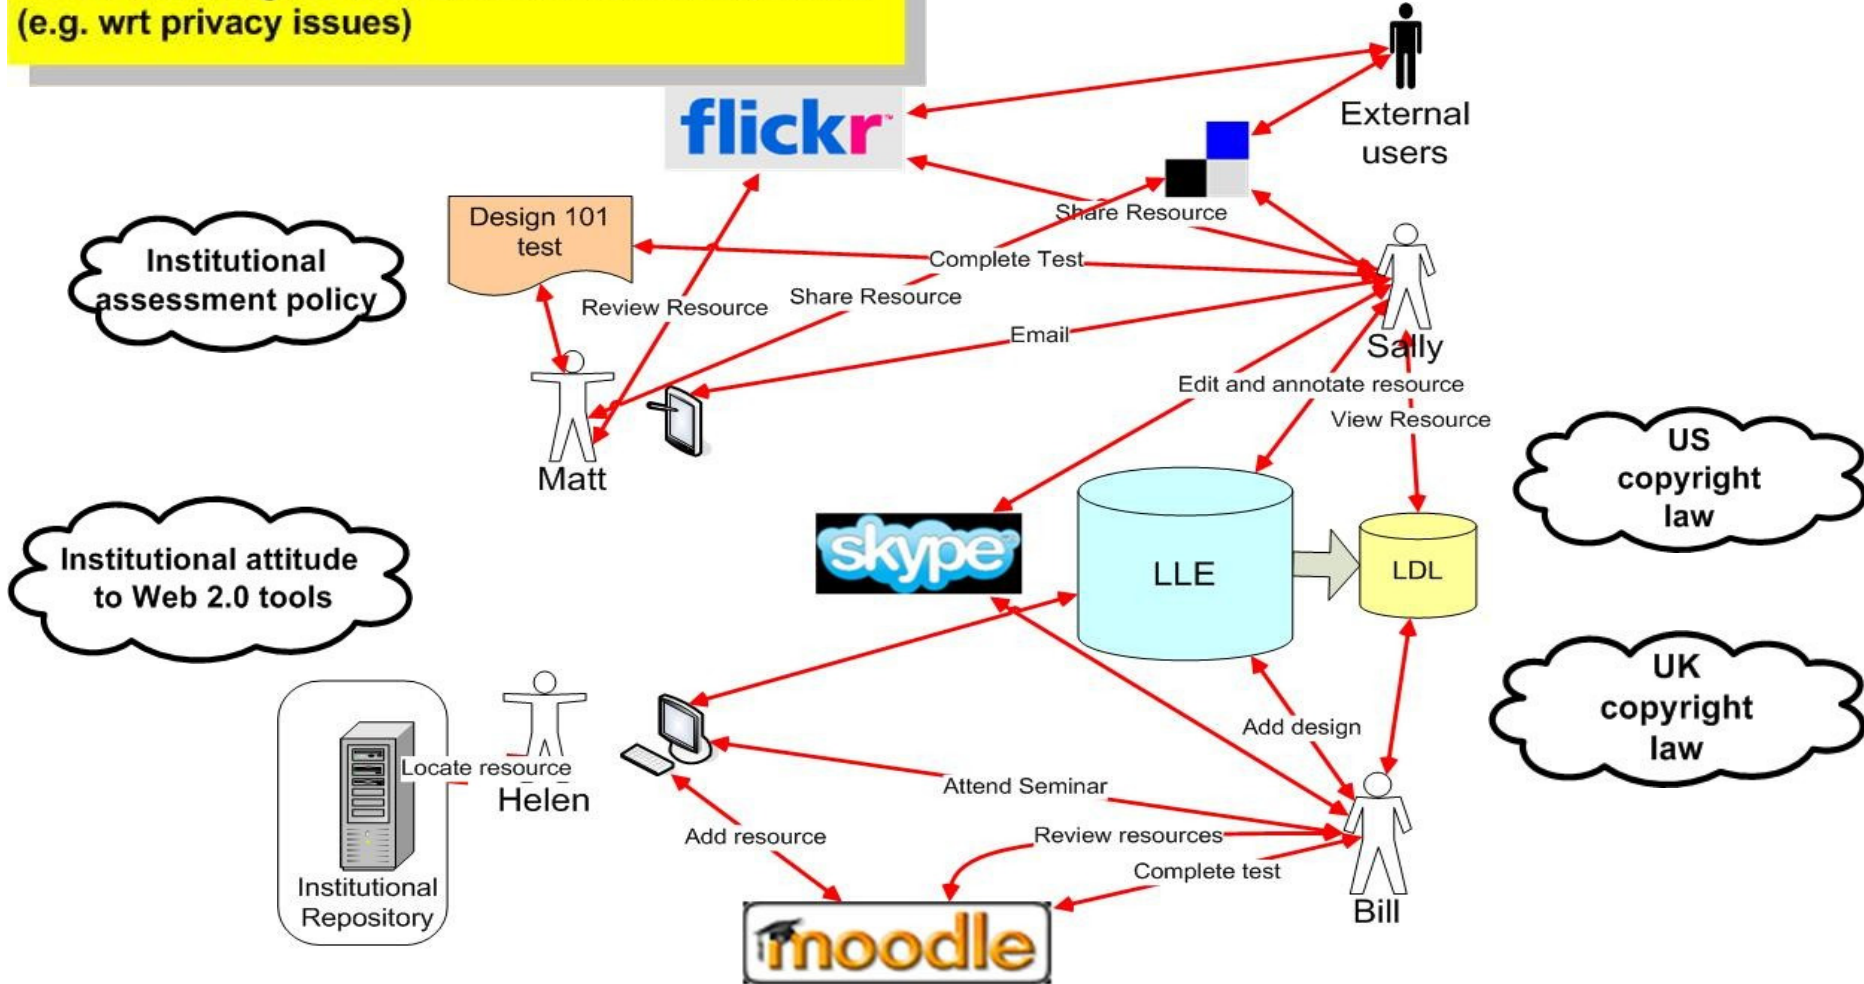 (e.g. wrt privacy issues)
flickr
External
users
Share Resource
Design 101
test
Institutional
assessment policy
Complete Test
Review Resource
Share Resource
Email
Sally
Edit and annotate resource
View Resource
Matt
US
copyright
law
skype
LLE
LDL
Institutional attitude
to Web 2.0 tools
UK
copyright
law
Add design
Locate resource
Helen
Attend Seminar
Add resource
Review resources
Complete test
Institutional
Repository
Bill
moodle